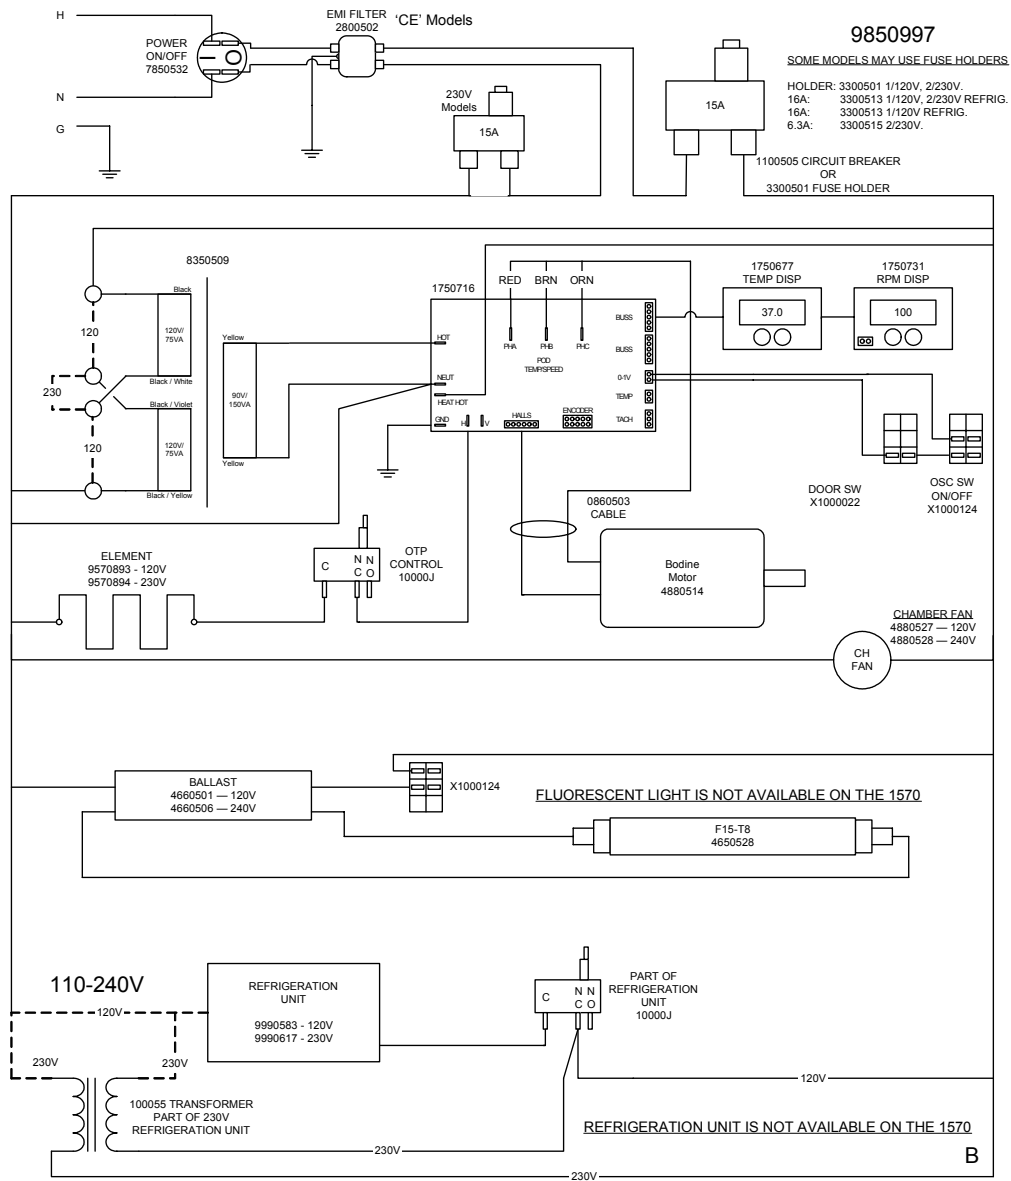 H
EMI FILTER
2800502
'CE' Models
9850997
POWER
ON/OFF
7850532
SOME MODELS MAY USE FUSE HOLDERS
HOLDER: 3300501 1/120V, 2/230V.
16A: 3300513 1/120V, 2/230V REFRIG.
16A: 3300513 1/120V REFRIG.
6.3A: 3300515 2/230V.
N
230V
Models
15A
15A
G
1100505 CIRCUIT BREAKER
OR
3300501 FUSE HOLDER
8350509
1750716
RED
BRN
ORN
1750677
TEMP DISP
1750731
RPM DISP
Black
120
120V/
75VA
Yellow
HOT
PHA
PHB
PHC
POD
TEMP/SPEED
BUSS
BUSS
37.0
100
Black / White
230
NEUT
0-1V
90V/
150VA
HEAT HOT
TEMP
Black / Violet
120
120V/
75VA
GND
H
V
HALLS
ENCODER
TACH
Yellow
Black / Yellow
DOOR SW
X1000022
OSC SW
ON/OFF
X1000124
0860503
CABLE
ELEMENT
9570893 - 120V
9570894 - 230V
C
N
C
N
O
OTP
CONTROL
10000J
Bodine
Motor
4880514
CHAMBER FAN
4880527 — 120V
4880528 — 240V
CH
FAN
BALLAST
4660501 — 120V
4660506 — 240V
X1000124
FLUORESCENT LIGHT IS NOT AVAILABLE ON THE 1570
F15-T8
4650528
110-240V
REFRIGERATION
UNIT
9990583 - 120V
9990617 - 230V
C
N
C
N
O
PART OF
REFRIGERATION
UNIT
10000J
120V
230V
230V
120V
100055 TRANSFORMER
PART OF 230V
REFRIGERATION UNIT
REFRIGERATION UNIT IS NOT AVAILABLE ON THE 1570
230V
B
230V